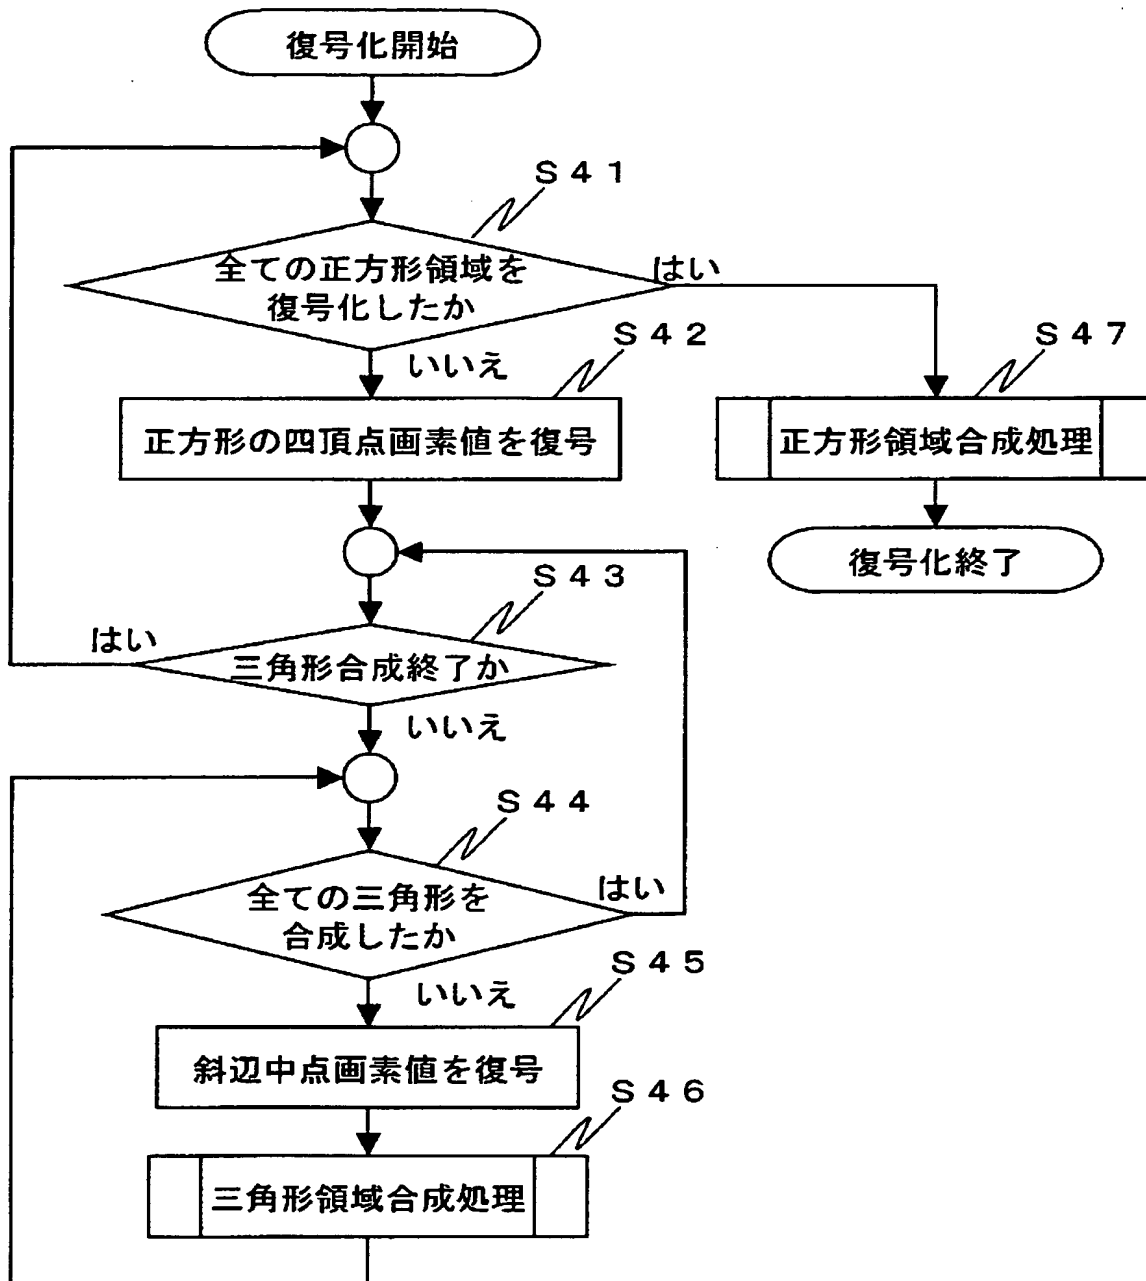 復号化開始
S41
全ての正方形領域を
復号化したか
はい
いいえ
S42
正方形の四頂点画素値を復号
S47
正方形領域合成処理
復号化終了
S43
三角形合成終了か
はい
いいえ
S44
全ての三角形を
合成したか
はい
いいえ
S45
斜辺中点画素値を復号
S46
三角形領域合成処理